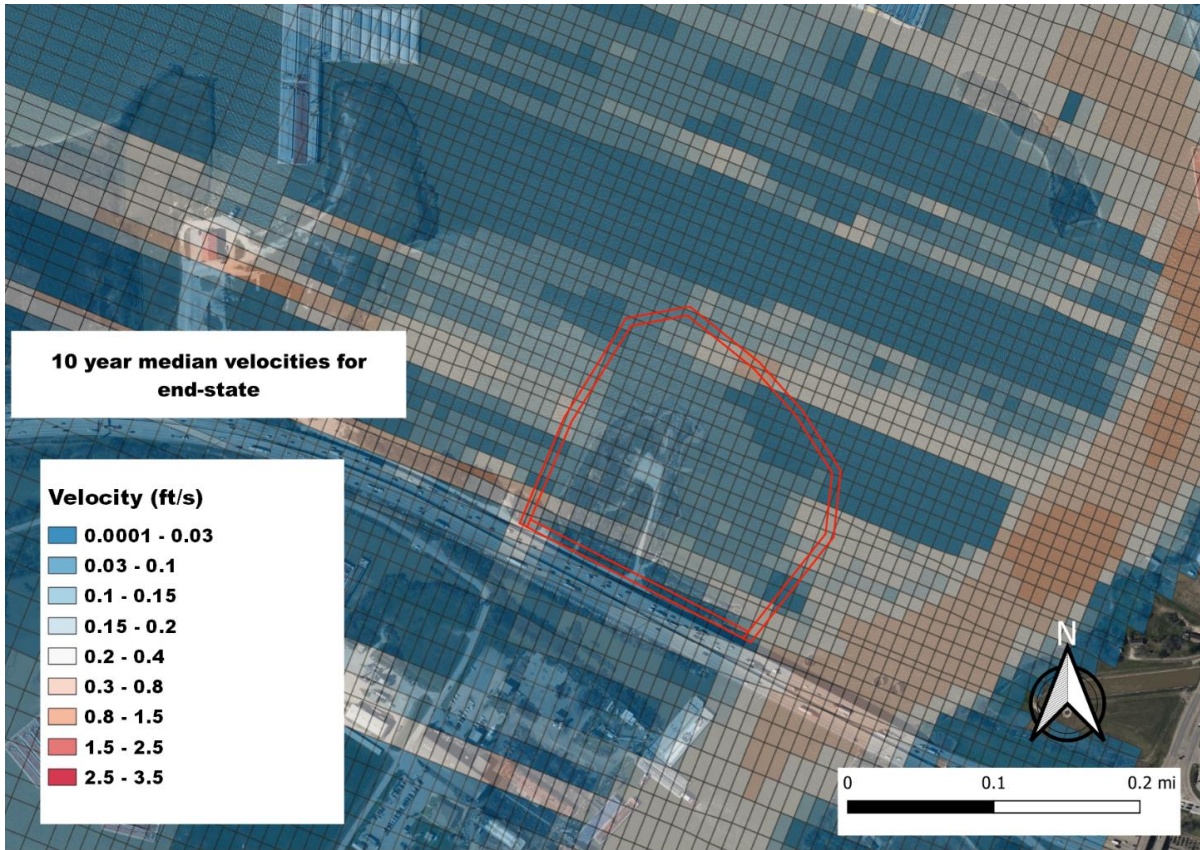 10 year median velocities for
end-state
Velocity (ft/s)
0.0001 - 0.03
0.03 - 0.1
0.1 - 0.15
0.15 - 0.2
0.2 - 0.4
0.3 - 0.8
0.8 - 1.5
1.5 - 2.5
2.5 - 3.5
N
0 0.1 0.2 mi